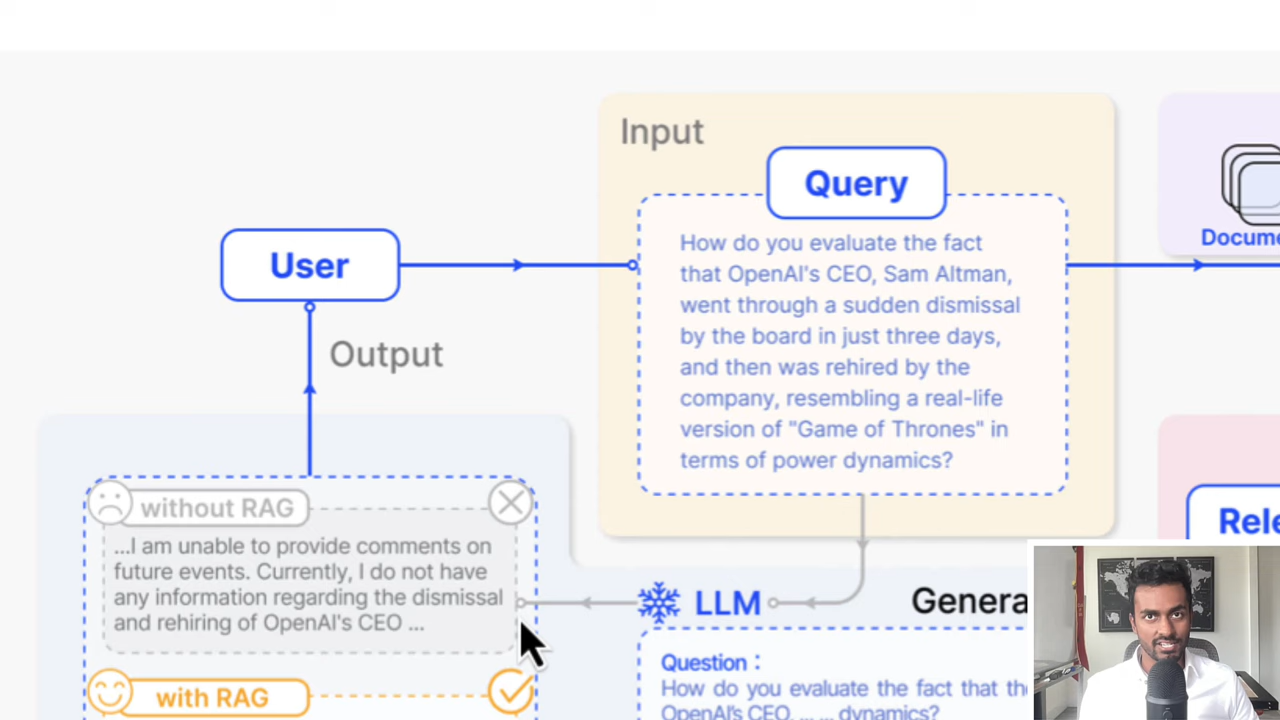 Input
Query
How do you evaluate the fact
that OpenAI's CEO, Sam Altman,
went through a sudden dismissal
by the board in just three days,
and then was rehired by the
company, resembling a real-life
version of "Game of Thrones" in
terms of power dynamics?
User
Output
without RAG
...I am unable to provide comments on
future events. Currently, I do not have
any information regarding the dismissal
and rehiring of OpenAI's CEO ...
with RAG
LLM
Question :
How do you evaluate the fact that
OpenAI's CEO, ... ... dynamics?